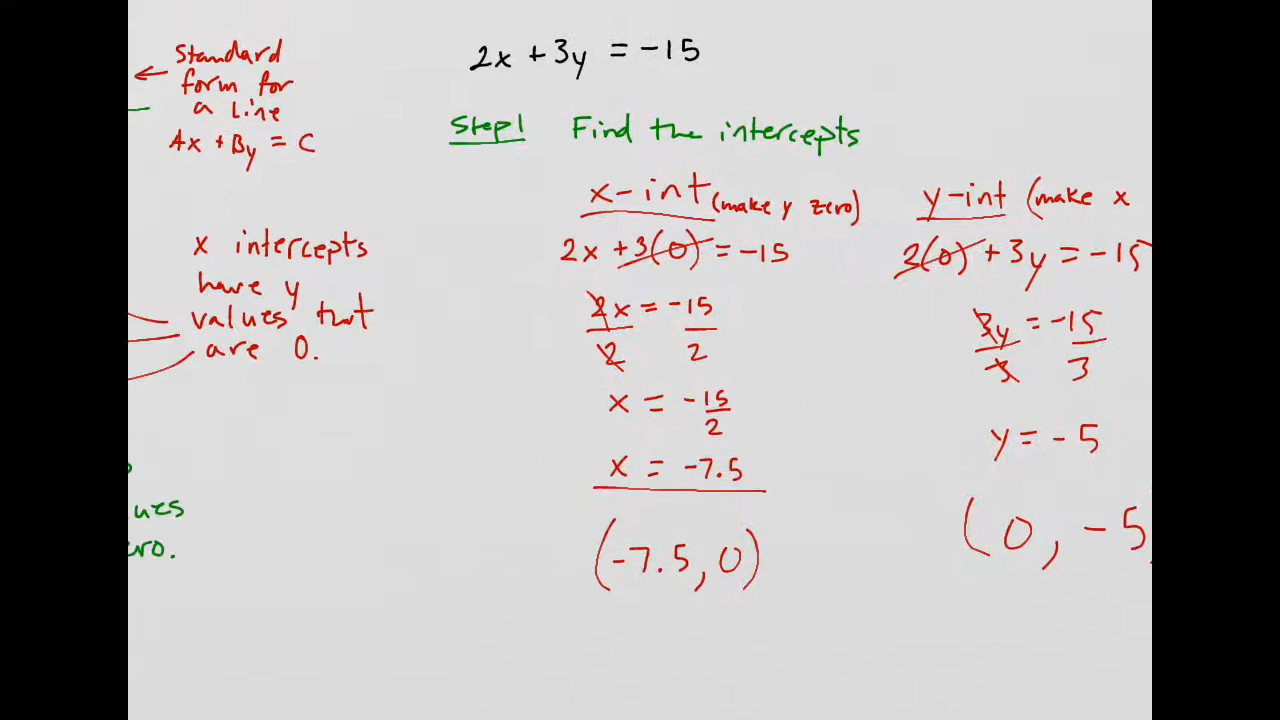 Standard
form for
a Line
Ax + By = C
x intercepts
have y
values that
are 0.
ues
ro.
2x + 3y = -15
Step 1 Find the intercepts
x-int (make y zero)
2x + 3(0) = -15
2x = -15
2 2
x = -15
2
x = -7.5
(-7.5, 0)
y-int (make x
2(0) + 3y = -15
3y = -15
3 3
y = -5
(0, -5